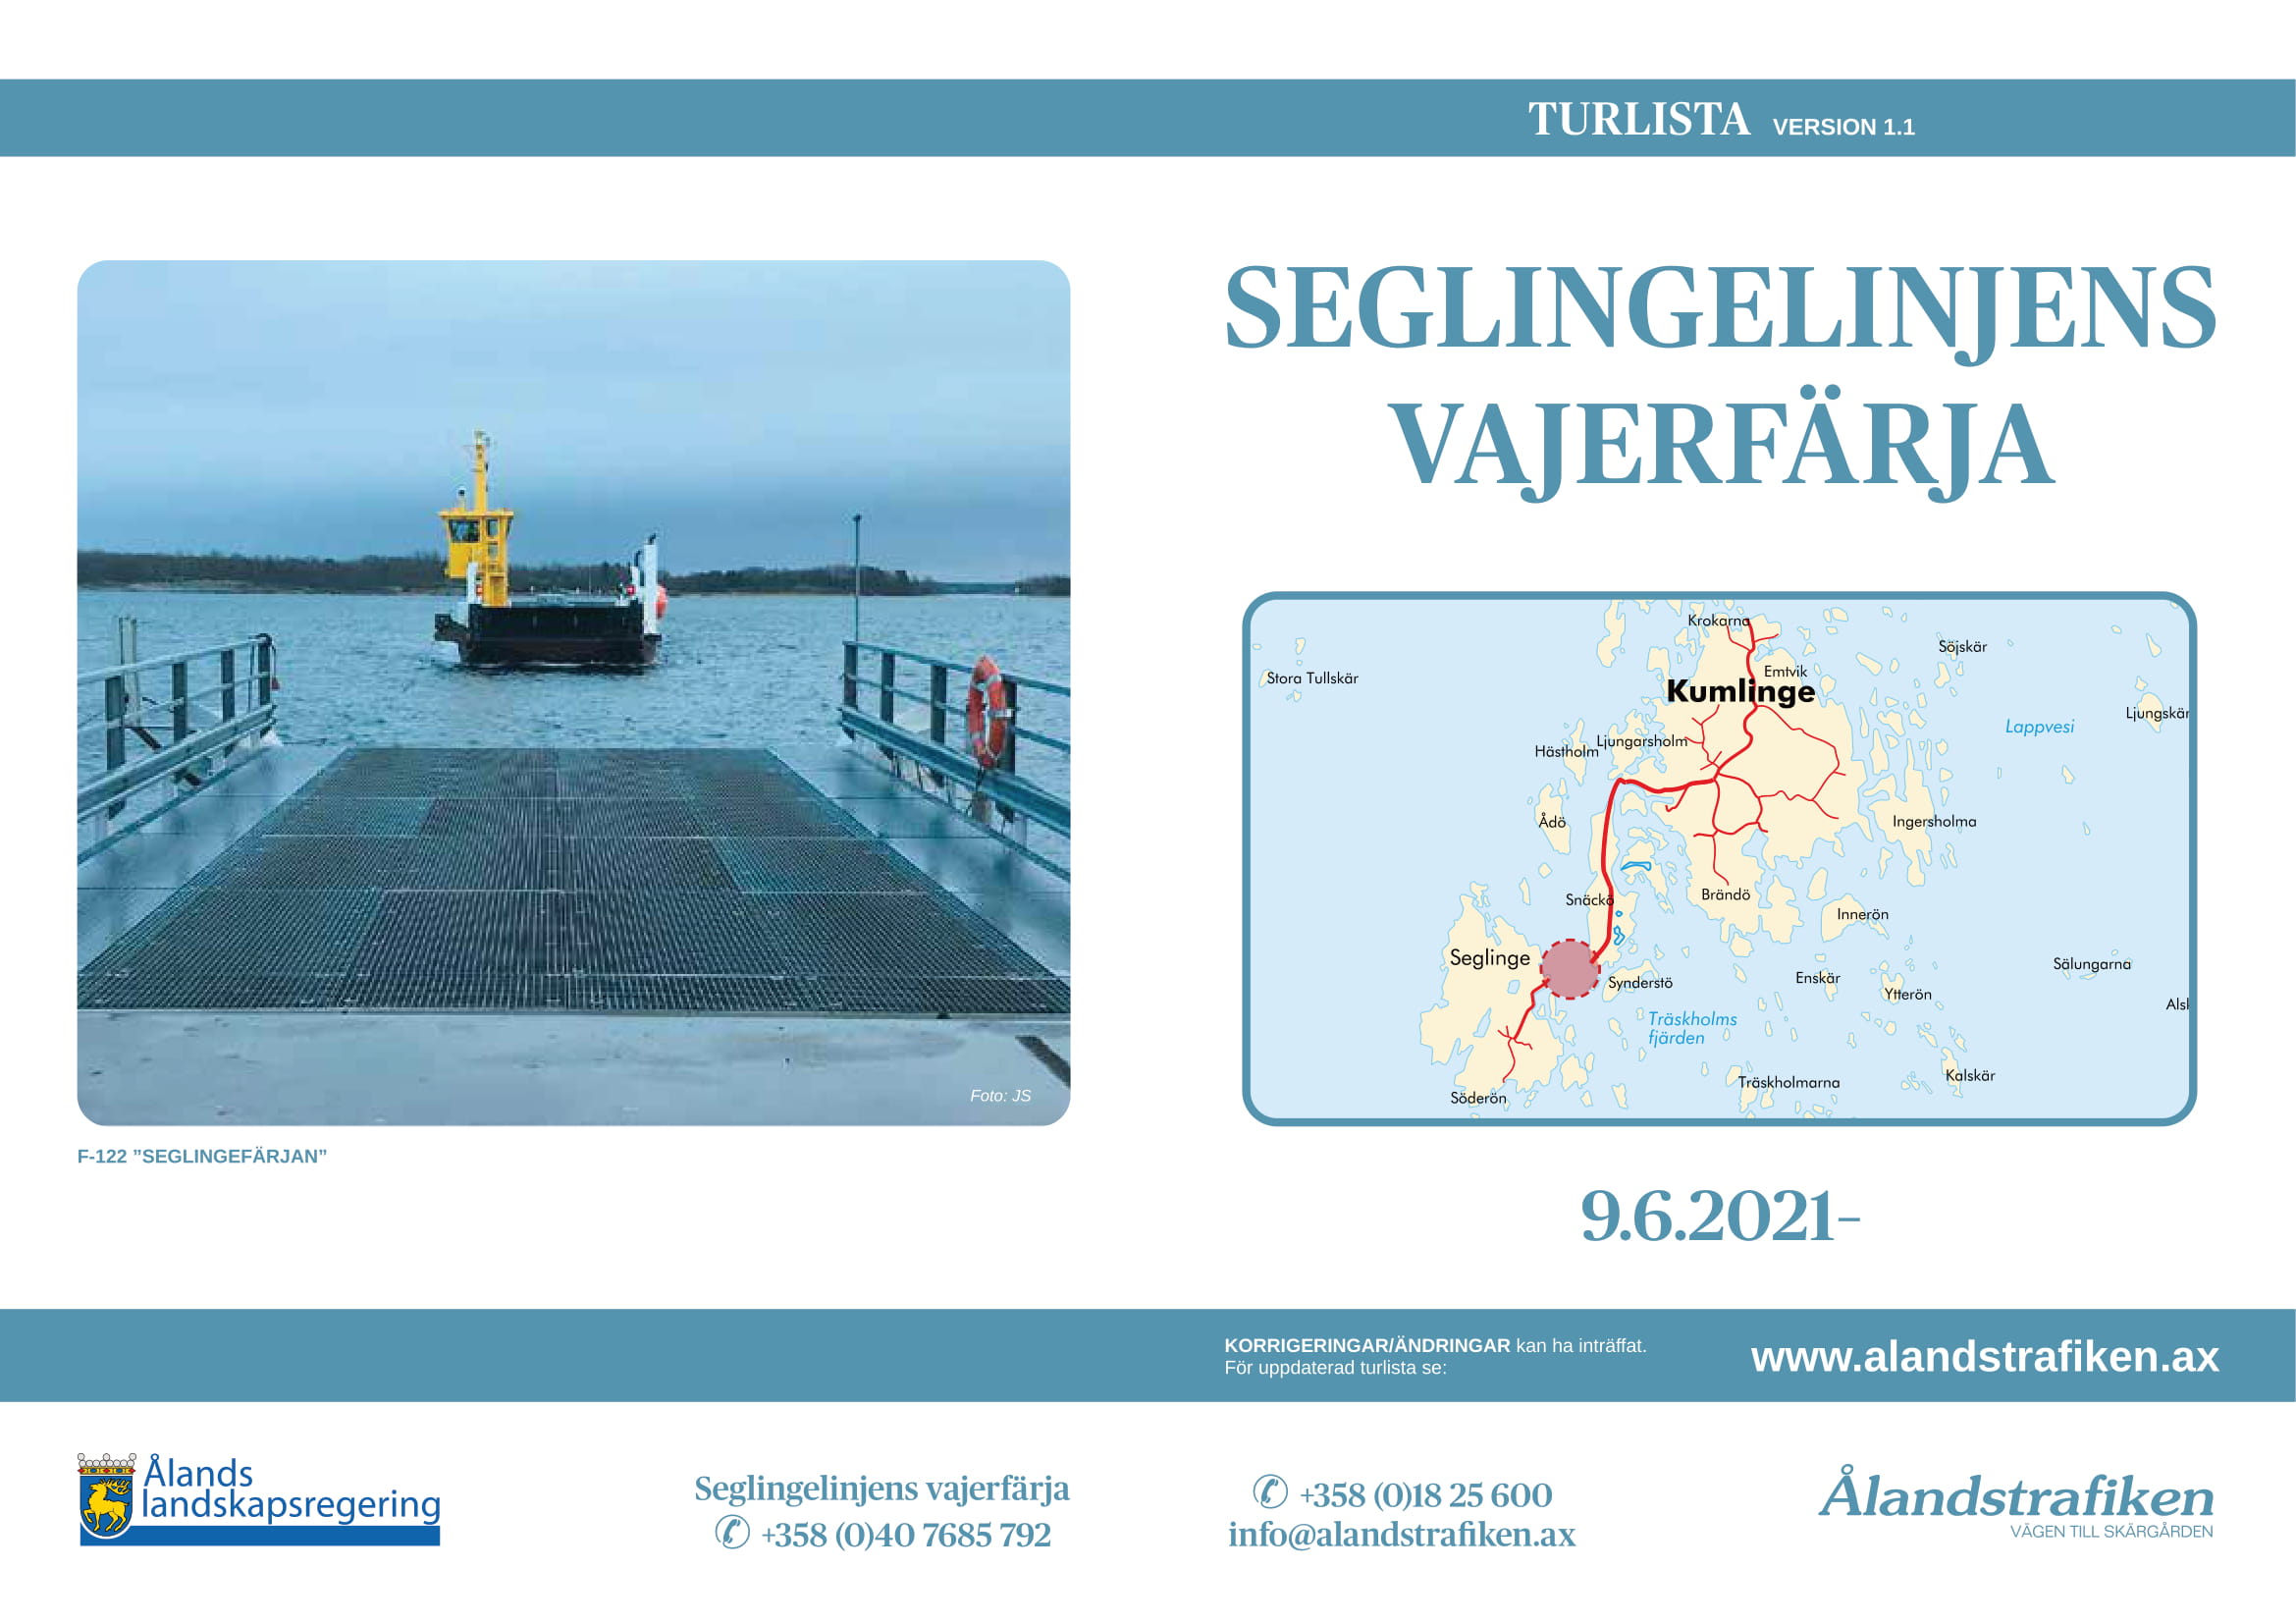 TURLISTA VERSION 1.1
SEGLINGELINJENS
VAJERFÄRJA
Foto: JS
F-122 ”SEGLINGEFÄRJAN”
Krokarna
Söjskär
Emtvik
Stora Tullskär
Kumlinge
Ljungskär
Lappvesi
Ljungarsholm
Hästholm
Ådö
Ingersholma
Brändö
Snäckö
Innerön
Seglinge
Sälungarna
Enskär
Synderstö
Ytterön
Alsk
Träskholms
fjärden
Kalskär
Träskholmarna
Söderön
9.6.2021–
KORRIGERINGAR/ÄNDRINGAR kan ha inträffat.
För uppdaterad turlista se:
www.alandstrafiken.ax
Ålands
landskapsregering
Seglingelinjens vajerfärja
✆ +358 (0)40 7685 792
✆ +358 (0)18 25 600
info@alandstrafiken.ax
Ålandstrafiken
VÄGEN TILL SKÄRGÅRDEN